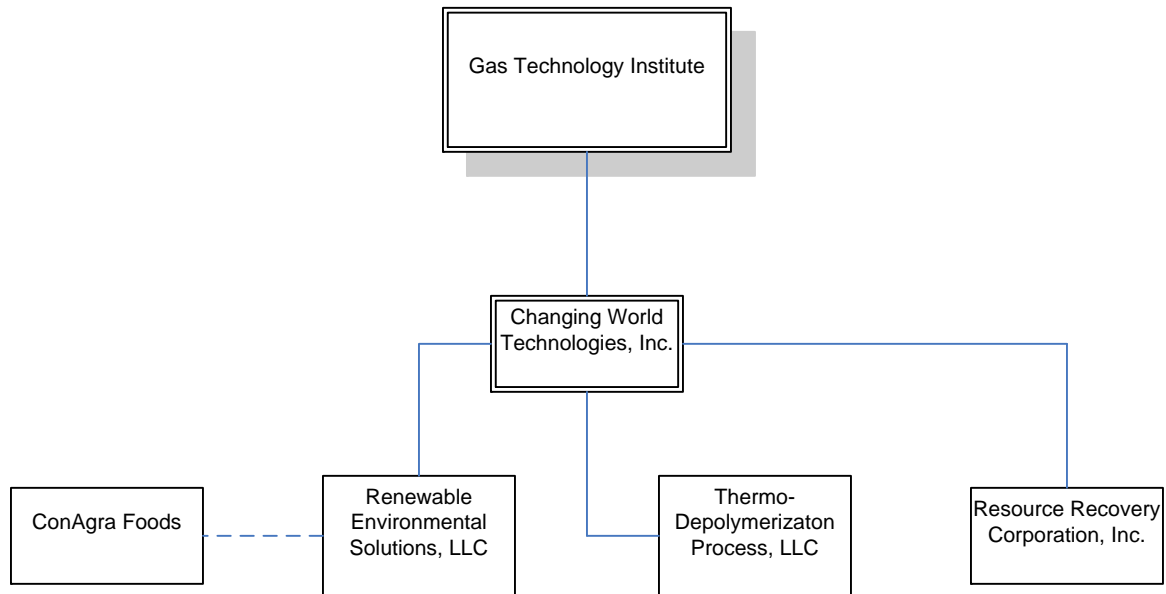 Gas Technology Institute
Changing World
Technologies, Inc.
ConAgra Foods
Renewable
Environmental
Solutions, LLC
Thermo-
Depolymerizaton
Process, LLC
Resource Recovery
Corporation, Inc.